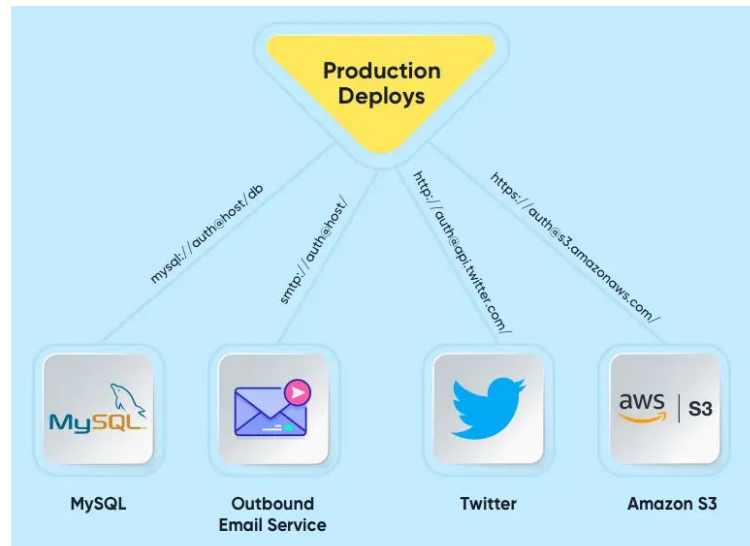 Production
Deploys
mysql://auth@host/db
smtp://auth@host/
http://auth@api.twitter.com/
https://auth@s3.amazonaws.com/
MySQL
aws | S3
MySQL
Outbound
Email Service
Twitter
Amazon S3